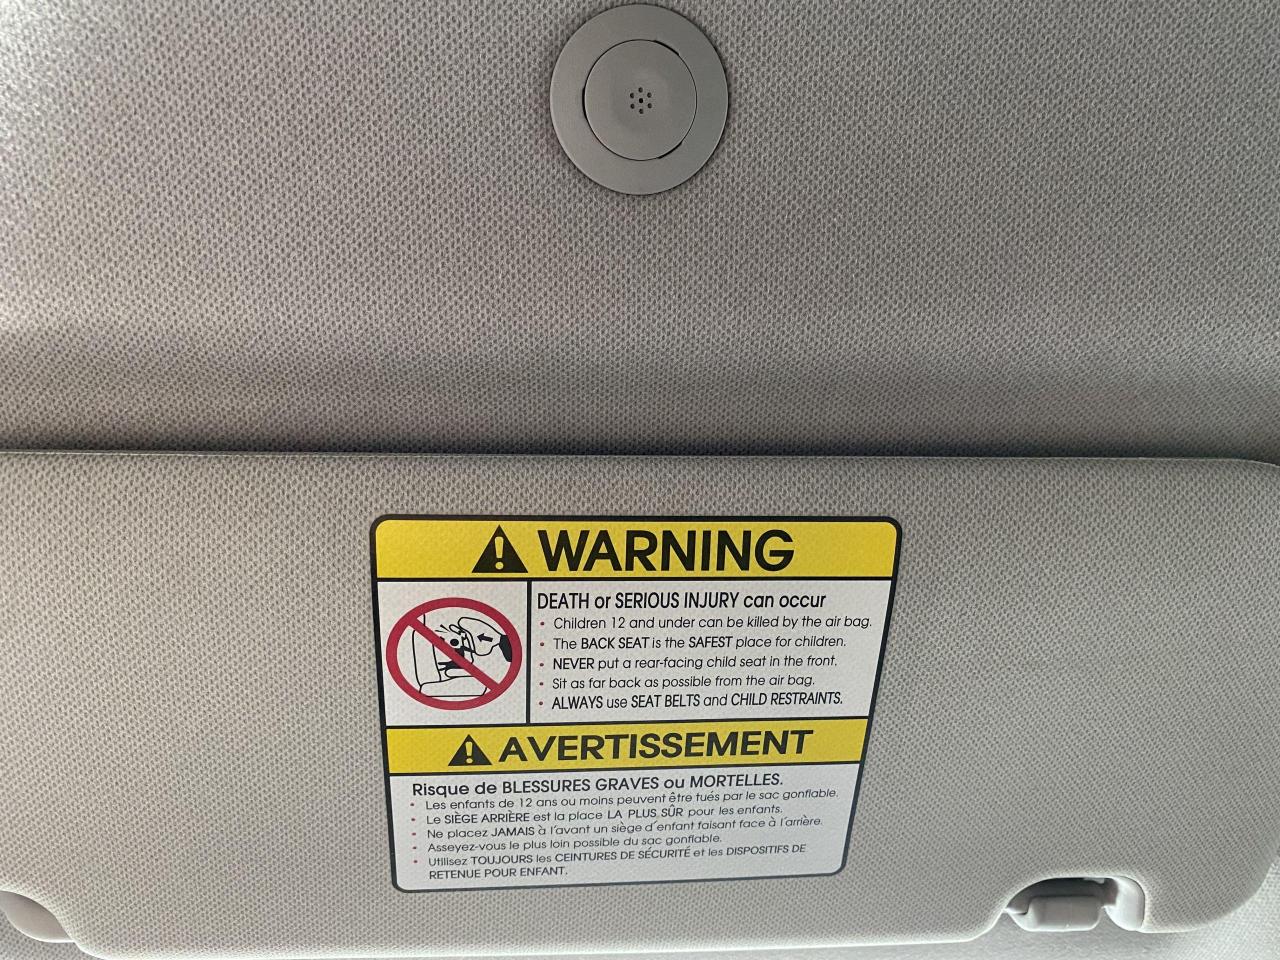 WARNING
DEATH or SERIOUS INJURY can occur
• Children 12 and under can be killed by the air bag.
• The BACK SEAT is the SAFEST place for children.
• NEVER put a rear-facing child seat in the front.
• Sit as far back as possible from the air bag.
• ALWAYS use SEAT BELTS and CHILD RESTRAINTS.
AVERTISSEMENT
Risque de BLESSURES GRAVES ou MORTELLES.
• Les enfants de 12 ans ou moins peuvent être tués par le sac gonflable.
• Le SIÈGE ARRIÈRE est la place LA PLUS SÛR pour les enfants.
• Ne placez JAMAIS à l'avant un siège d'enfant faisant face à l'arrière.
• Asseyez-vous le plus loin possible du sac gonflable.
• Utilisez TOUJOURS les CEINTURES DE SÉCURITÉ et les DISPOSITIFS DE
RETENUE POUR ENFANT.